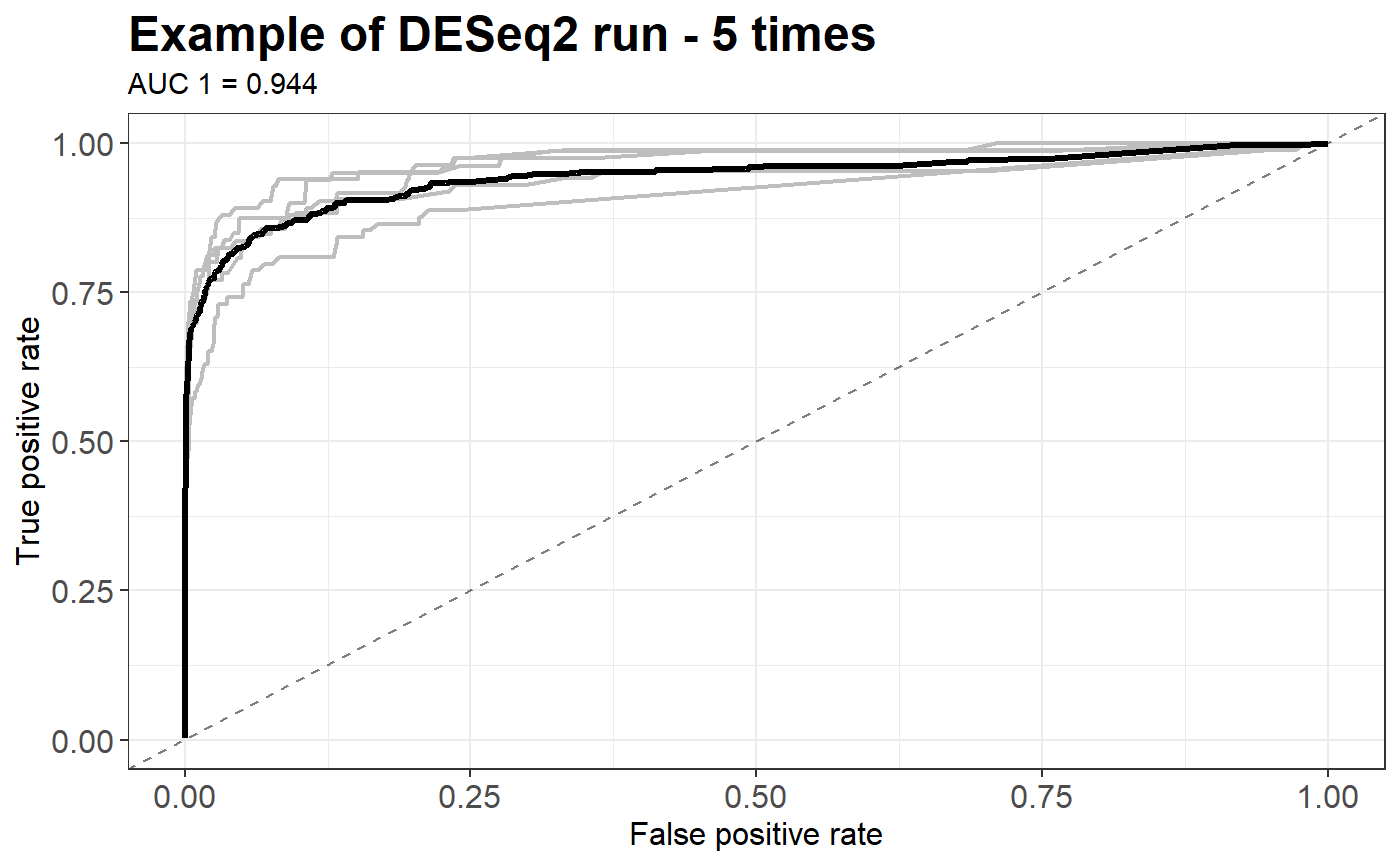 Example of DESeq2 run - 5 times
AUC 1 = 0.944
True positive rate
1.00
0.75
0.50
0.25
0.00
0.00 0.25 0.50 0.75 1.00
False positive rate